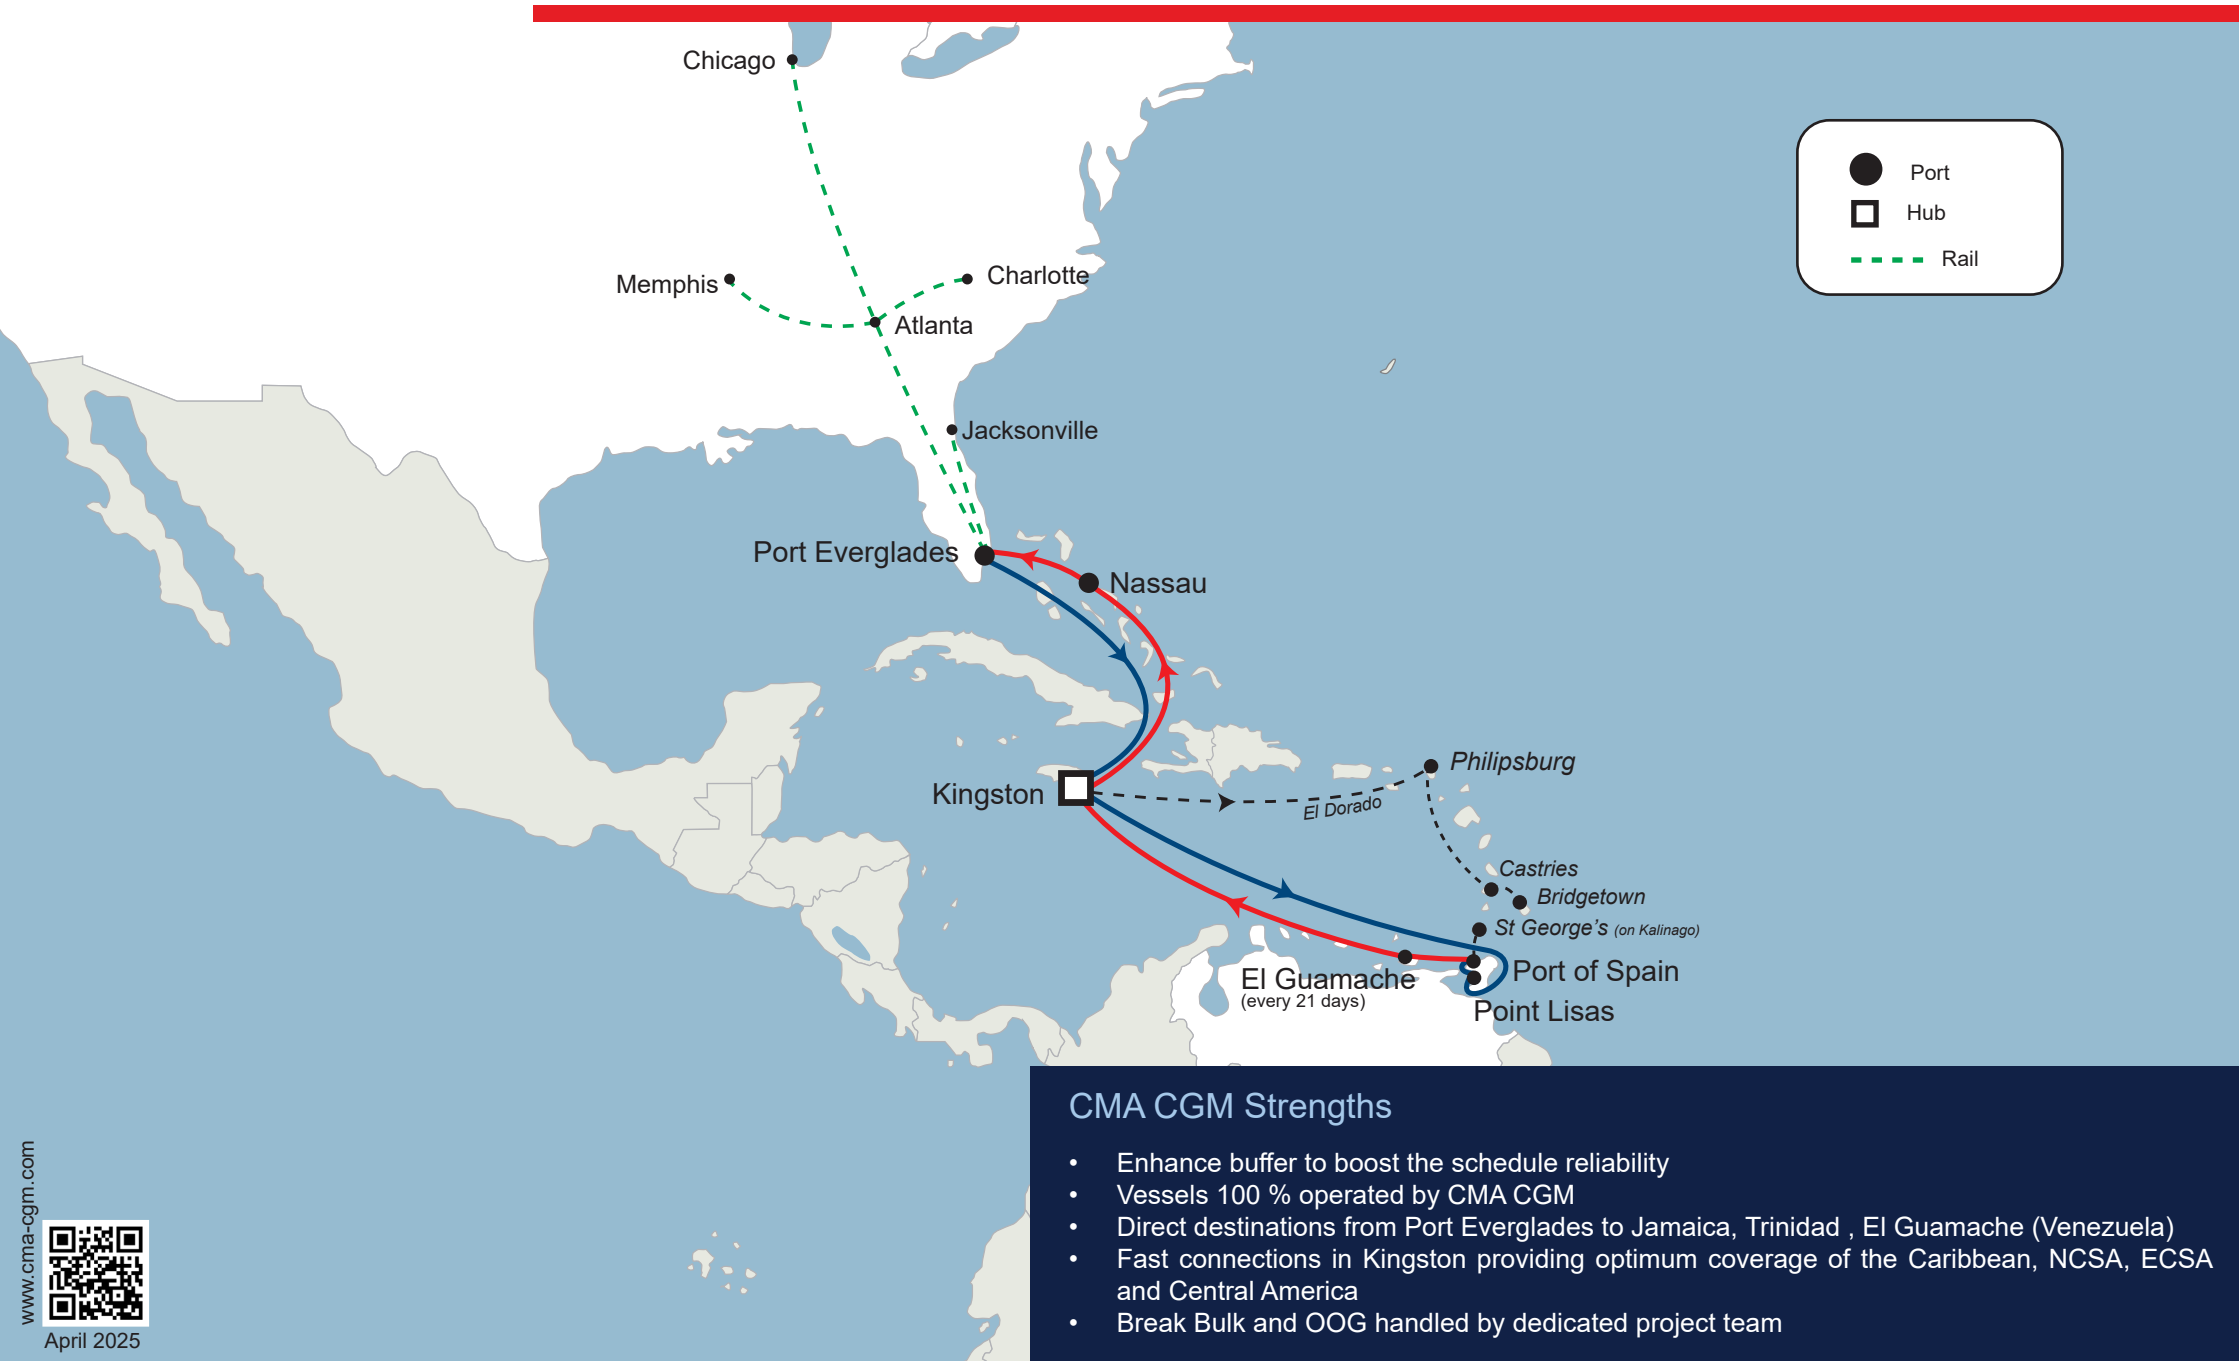 Chicago
Port
Hub
Rail
Memphis
Charlotte
Atlanta
Jacksonville
Port Everglades
Nassau
Philipsburg
Kingston
El Dorado
Castries
Bridgetown
St George’s (on Kalinago)
El Guamache
(every 21 days)
Port of Spain
Point Lisas
CMA CGM Strengths
• Enhance buffer to boost the schedule reliability
• Vessels 100 % operated by CMA CGM
• Direct destinations from Port Everglades to Jamaica, Trinidad , El Guamache (Venezuela)
• Fast connections in Kingston providing optimum coverage of the Caribbean, NCSA, ECSA
and Central America
• Break Bulk and OOG handled by dedicated project team
www.cma-cgm.com
April 2025